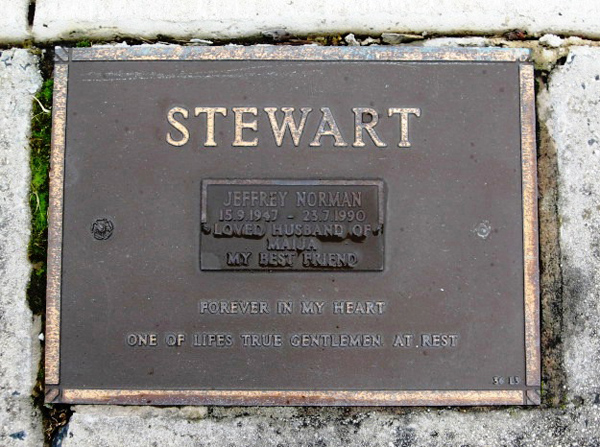 STEWART
JEFFREY NORMAN
15.9.1947 - 23.7.1990
LOVED HUSBAND OF
MAIJA
MY BEST FRIEND
FOREVER IN MY HEART
ONE OF LIFES TRUE GENTLEMEN AT REST